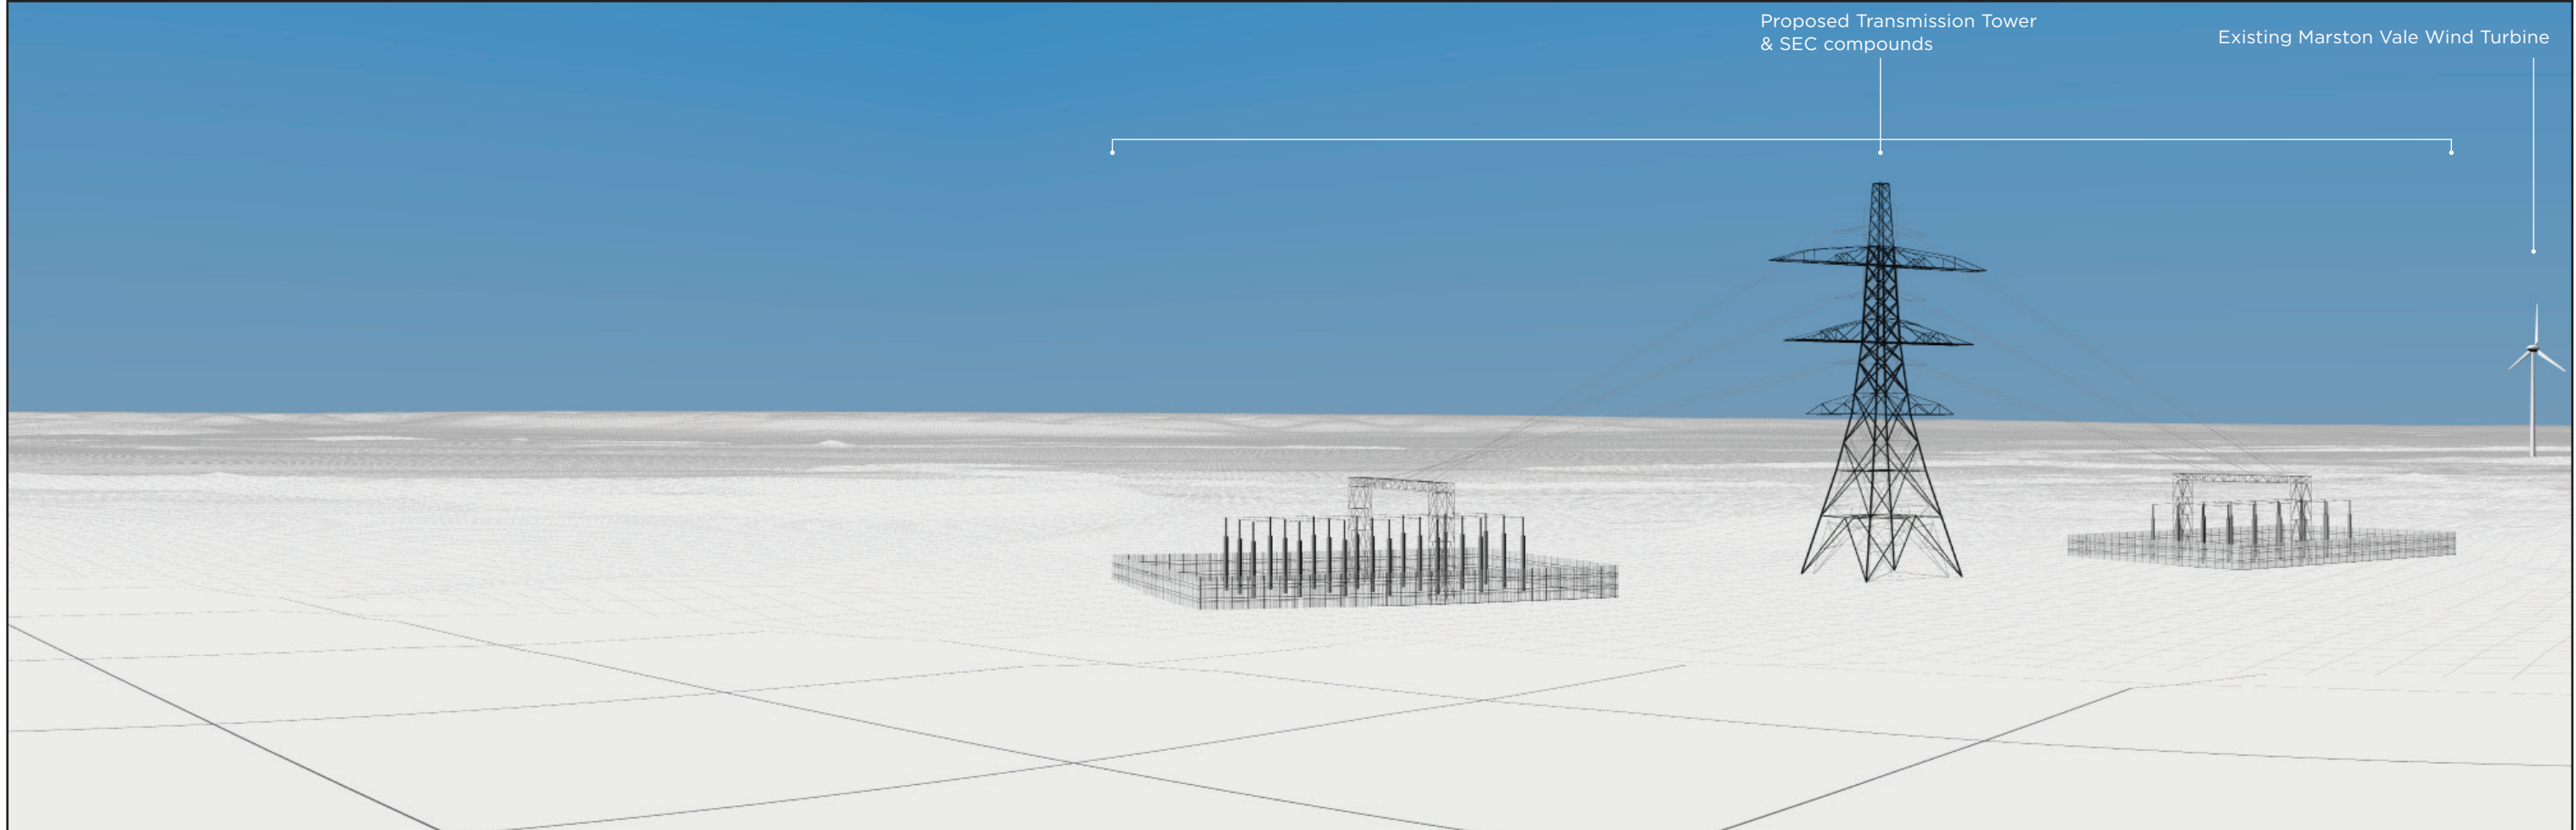 Proposed Transmission Tower
& SEC compounds
Existing Marston Vale Wind Turbine